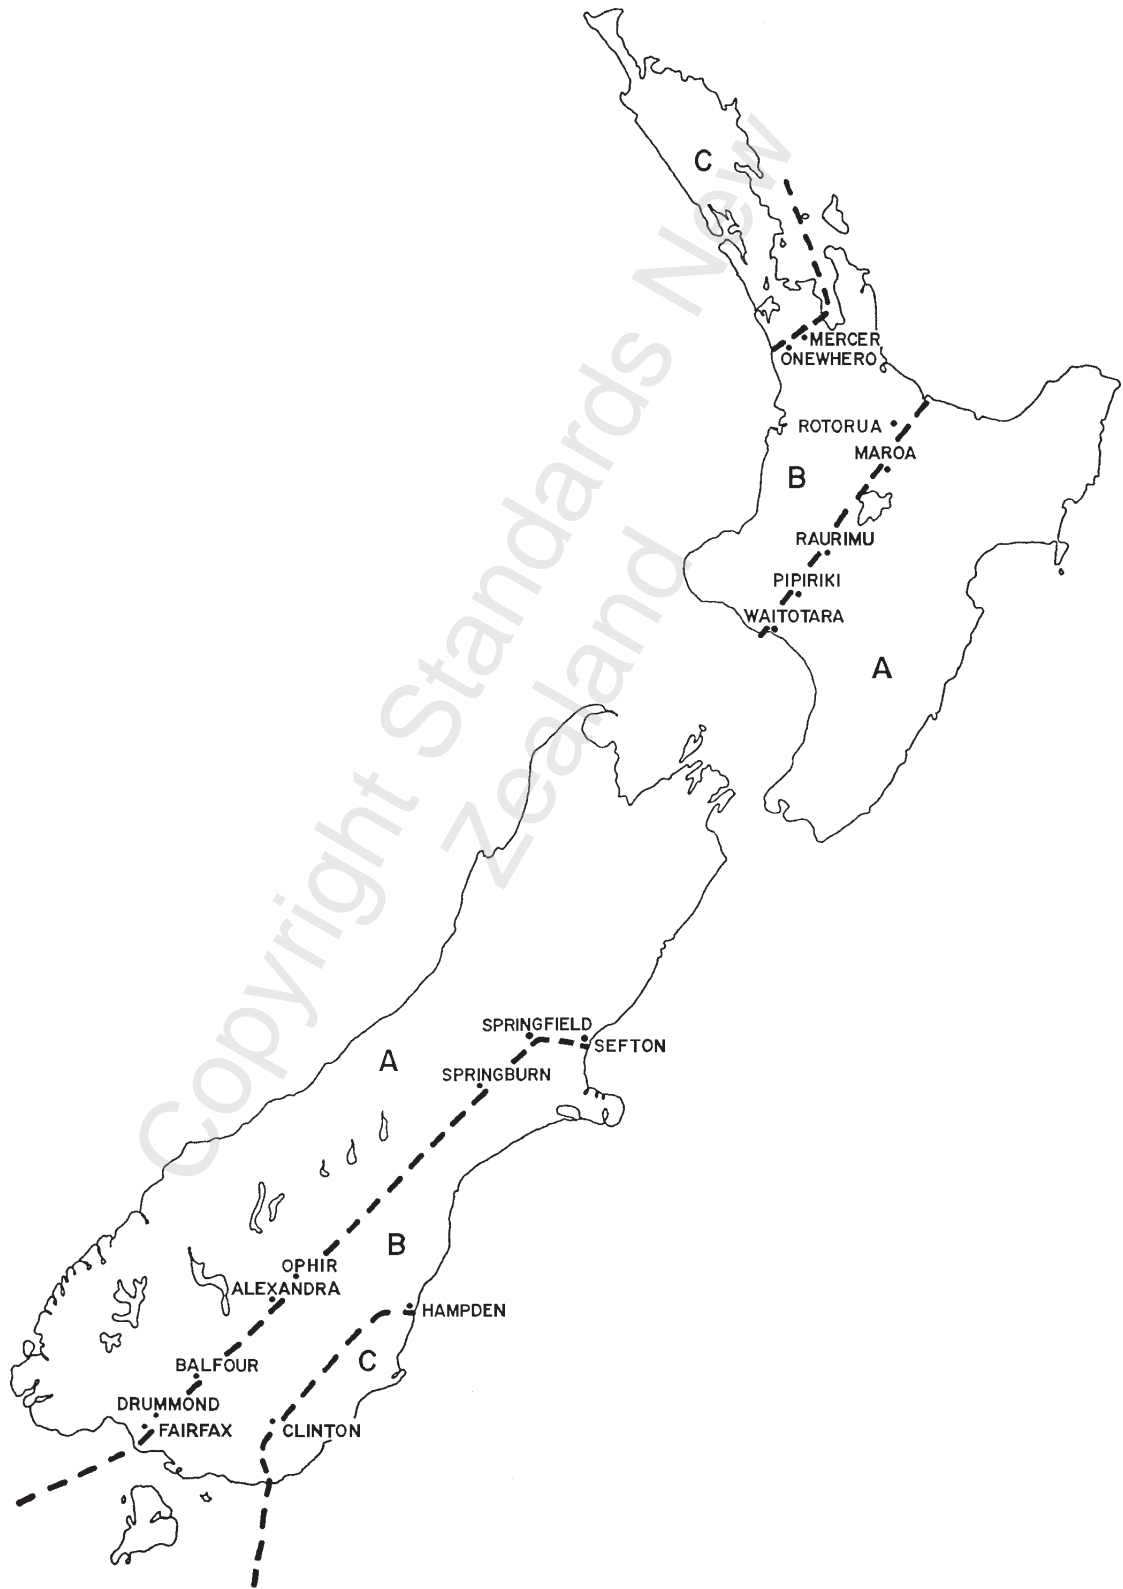 C
MERCER
ONEWHERO
ROTORUA
MAROA
B
RAURIMU
PIPIRIKI
WAITOTARA
A
Copyright Standards New
Zealand
SPRINGFIELD
SEFTON
A
SPRINGBURN
B
OPHIR
ALEXANDRA
HAMPDEN
C
BALFOUR
DRUMMOND
FAIRFAX
CLINTON